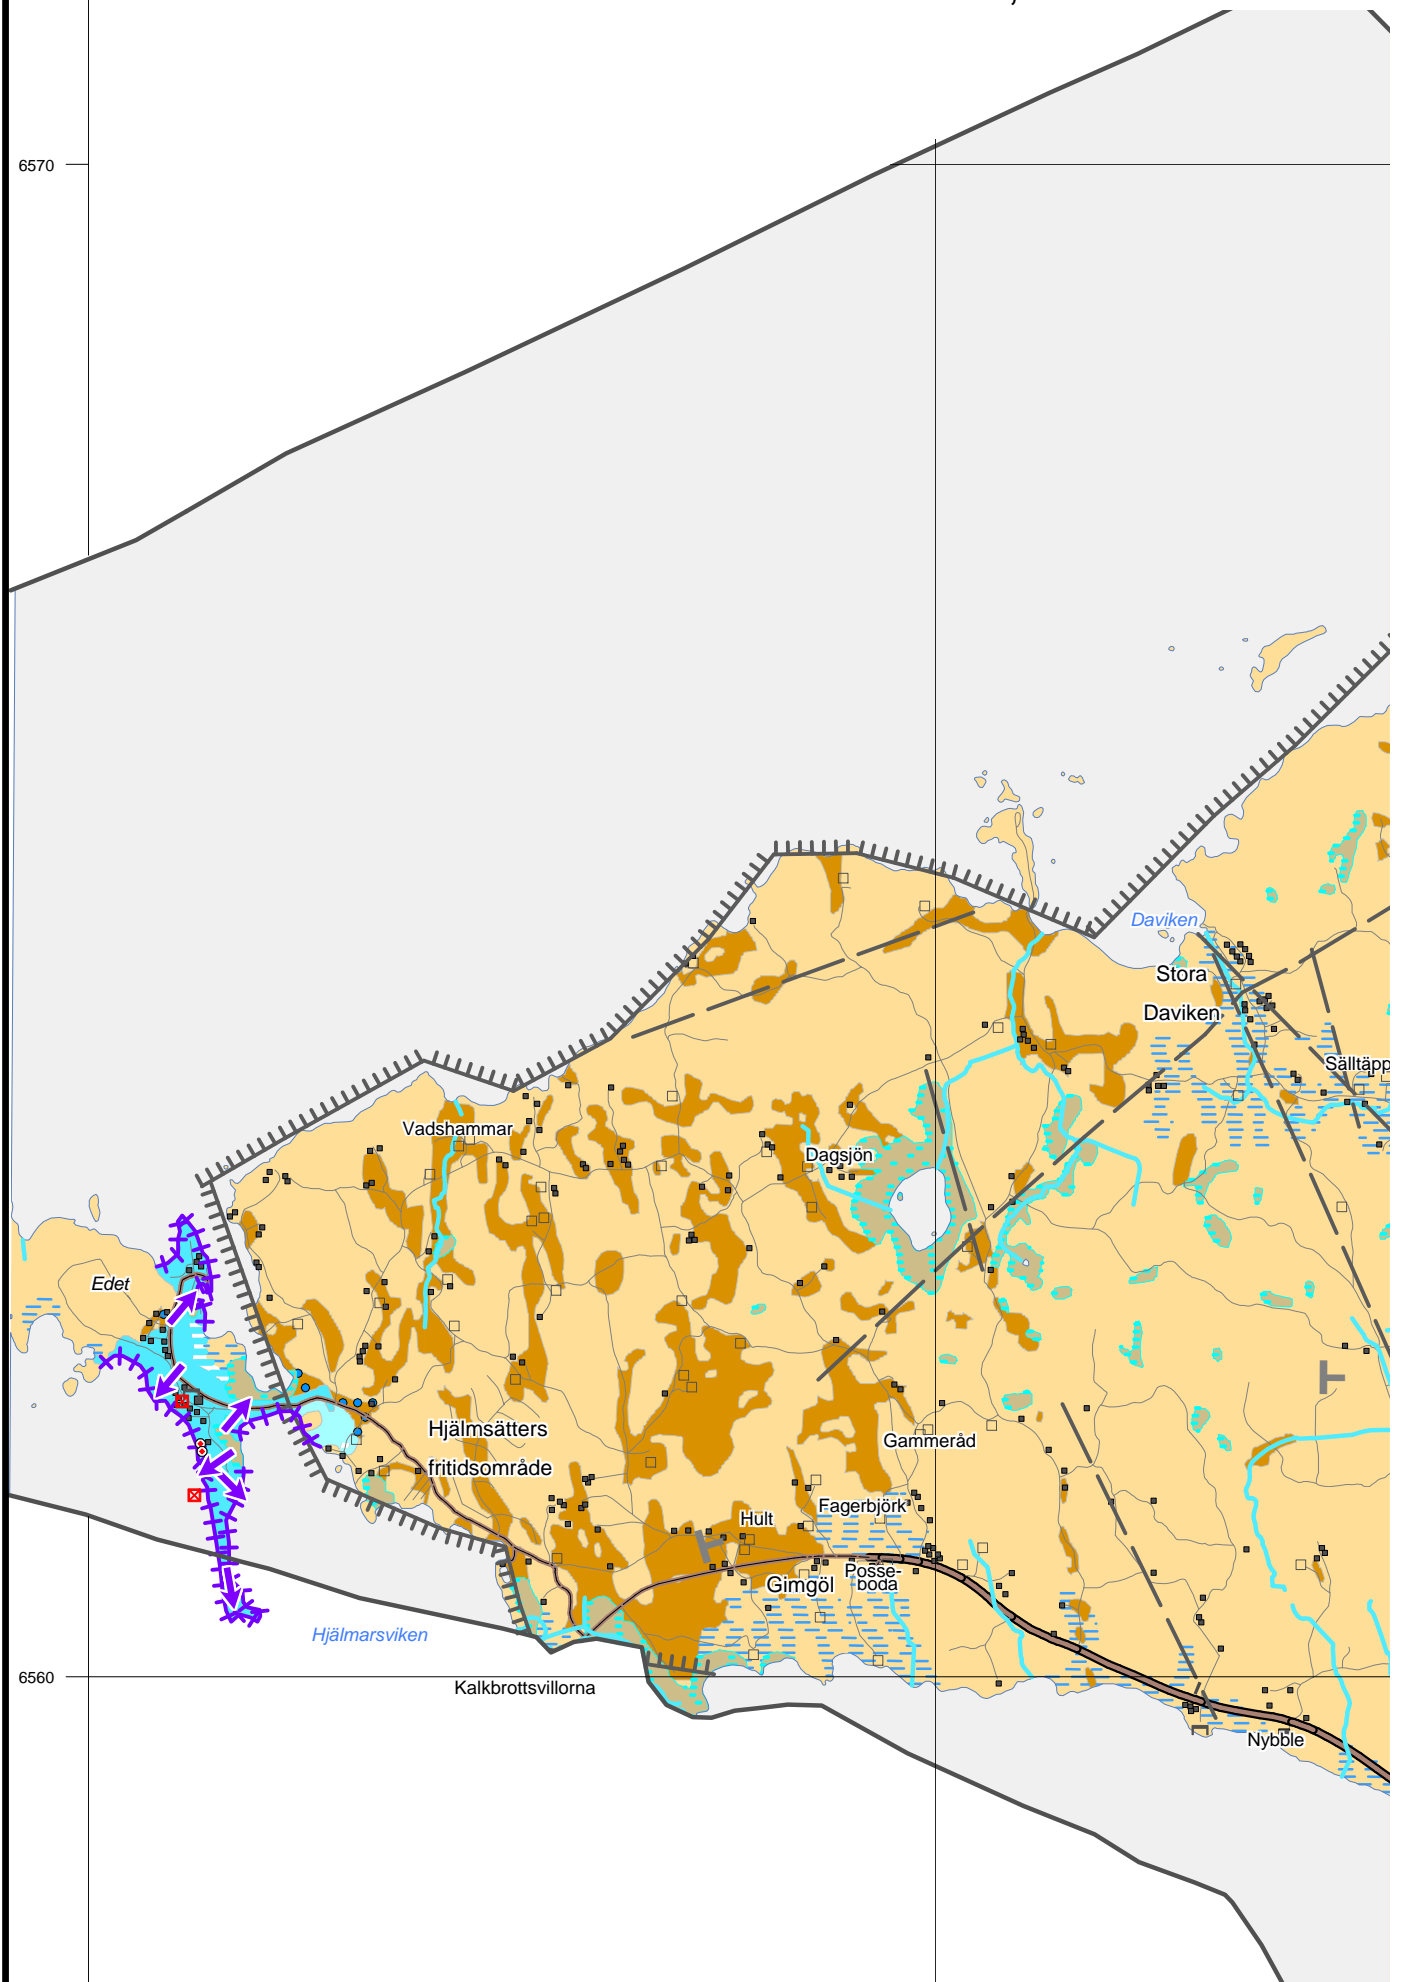 6570
Daviken
Stora
Daviken
Sälltäpp
Vadshammar
Dagsjön
Edet
Hjälmsätters
fritidsområde
Gammeråd
Fagerbjörk
Hult
Posse-
boda
Gimgöl
Hjälmarsviken
6560
Kalkbrottsvillorna
Nybble